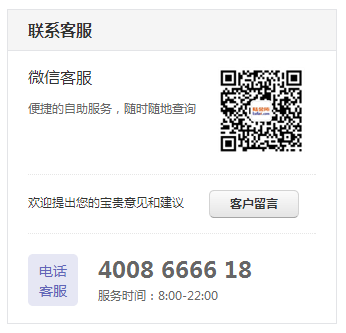 联系客服
微信客服
便捷的自助服务，随时随地查询
欢迎提出您的宝贵意见和建议
客户留言
电话
客服
4008 6666 18
服务时间：8:00-22:00